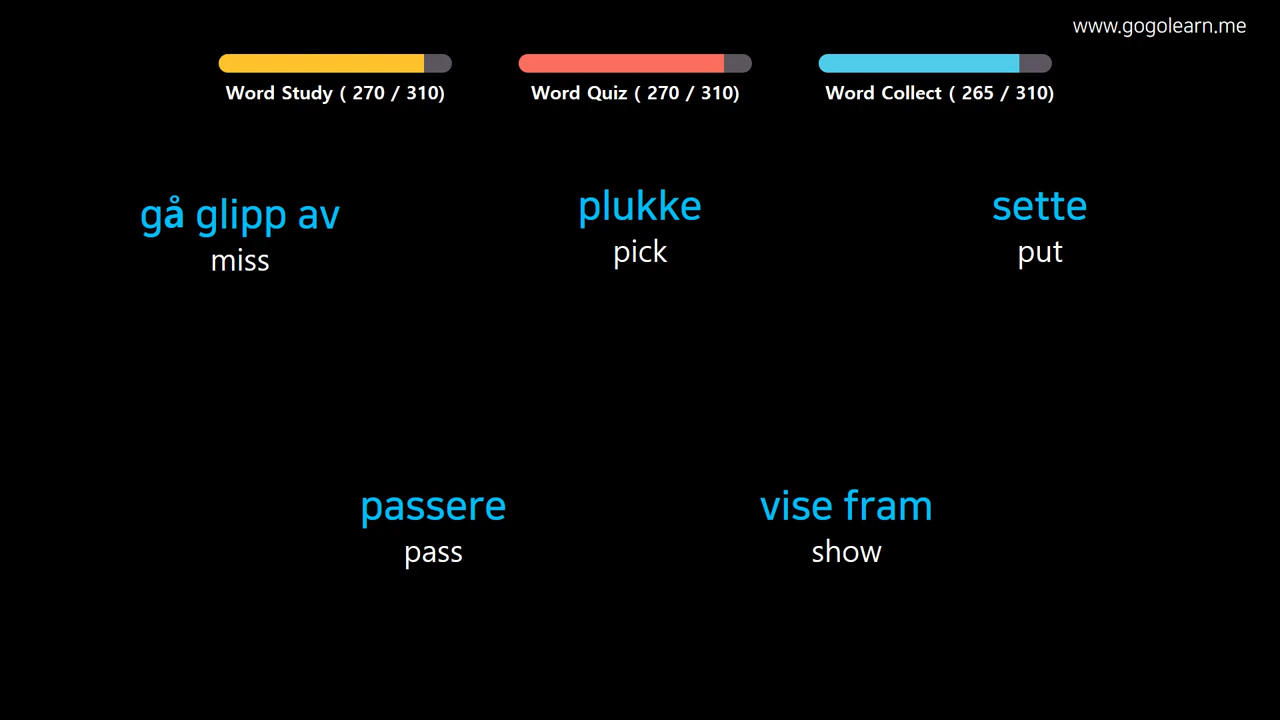 www.gogolearn.me
Word Study ( 270 / 310)
Word Quiz ( 270 / 310)
Word Collect ( 265 / 310)
gå glipp av
miss
plukke
pick
sette
put
passere
pass
vise fram
show